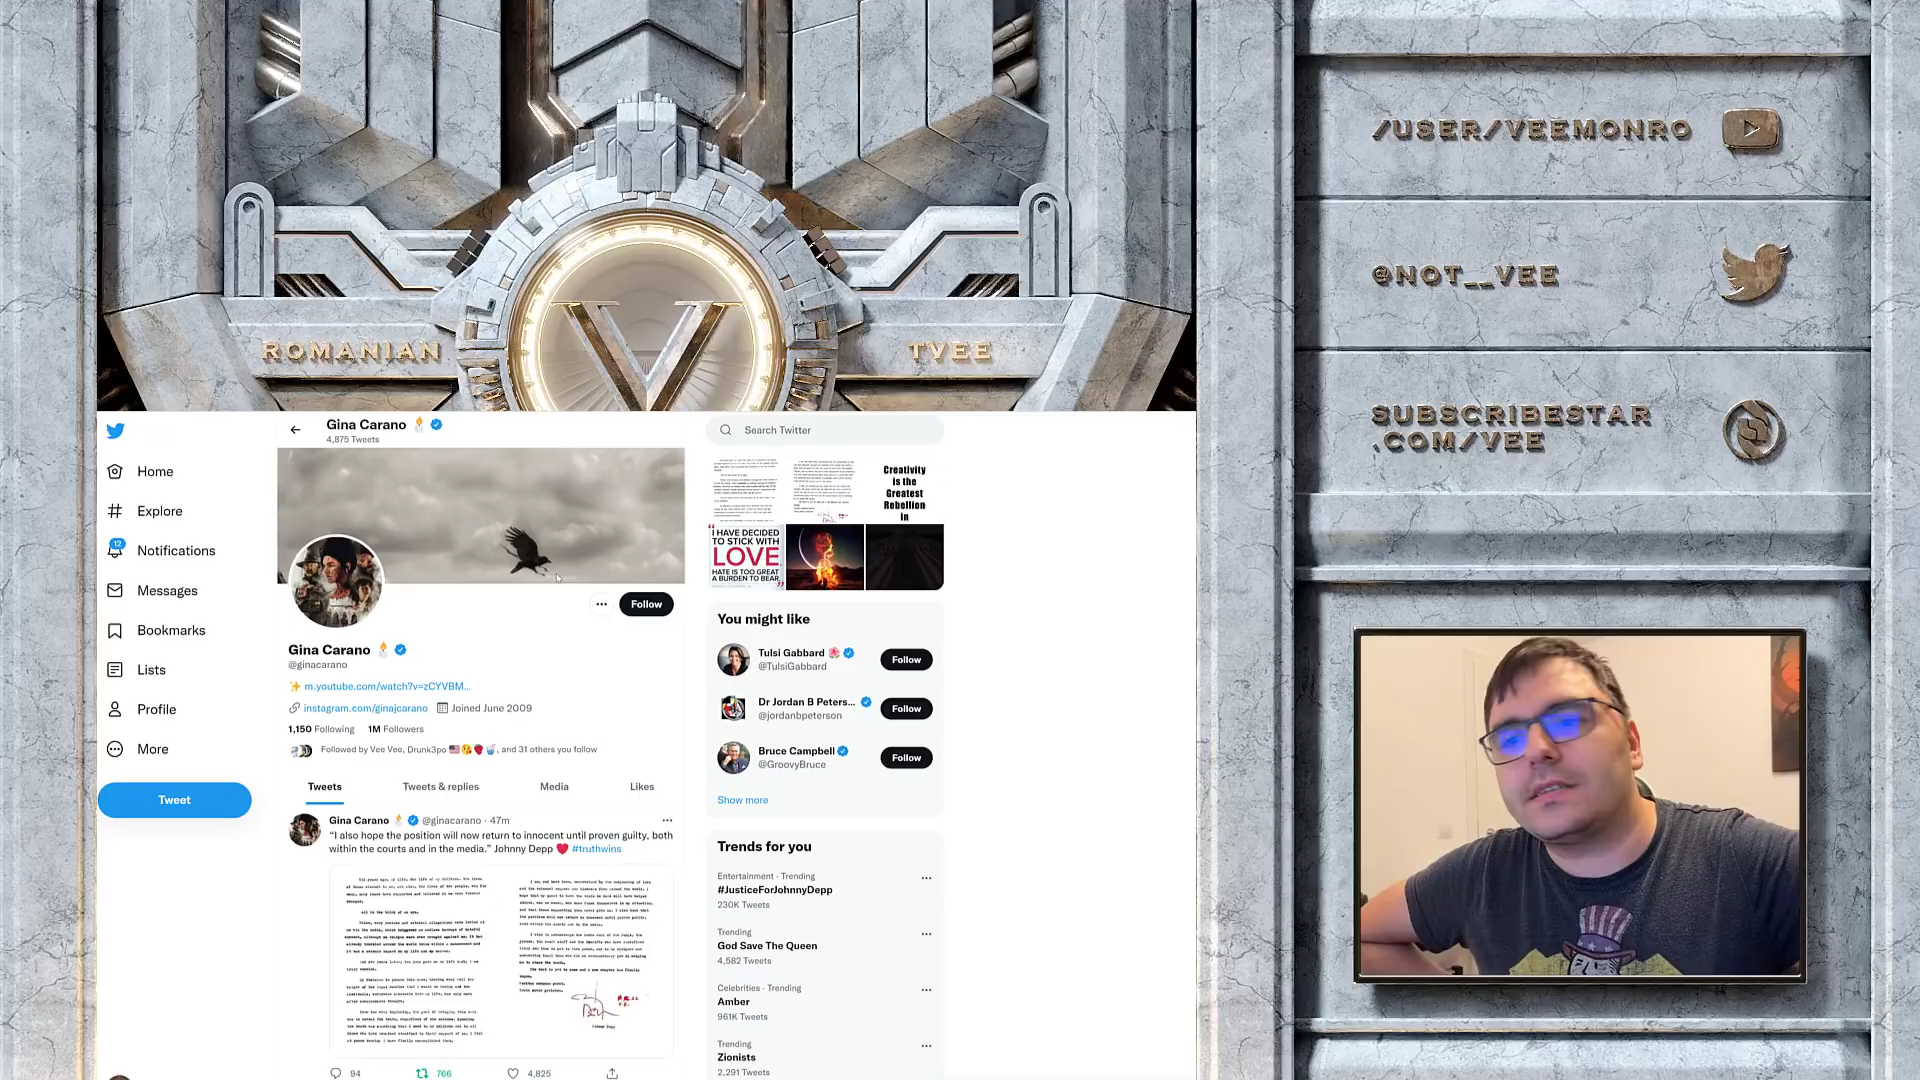 /USER/VEEMONRO
@NOT__VEE
SUBSCRIBESTAR
.COM/VEE
ROMANIAN
TVEE
V
Gina Carano
4,875 Tweets
Search Twitter
Home
Explore
12
Notifications
Messages
Bookmarks
Lists
Profile
More
Tweet
Follow
Gina Carano
@ginacarano
m.youtube.com/watch?v=zCYVBM...
instagram.com/ginajcarano Joined June 2009
1,150 Following 1M Followers
Followed by Vee Vee, Drunk3po , and 31 others you follow
Tweets
Tweets & replies
Media
Likes
Gina Carano @ginacarano · 47m
“I also hope the position will now return to innocent until proven guilty, both
within the courts and in the media.” Johnny Depp #truthwins
94
766
4,825
Creativity
is the
Greatest
Rebellion
in
I HAVE DECIDED
TO STICK WITH
LOVE.
HATE IS TOO GREAT
A BURDEN TO BEAR.
You might like
Tulsi Gabbard
@TulsiGabbard
Follow
Dr Jordan B Peters...
@jordanbpeterson
Follow
Bruce Campbell
@GroovyBruce
Follow
Show more
Trends for you
Entertainment · Trending
#JusticeForJohnnyDepp
230K Tweets
Trending
God Save The Queen
4,582 Tweets
Celebrities · Trending
Amber
961K Tweets
Trending
Zionists
2,291 Tweets